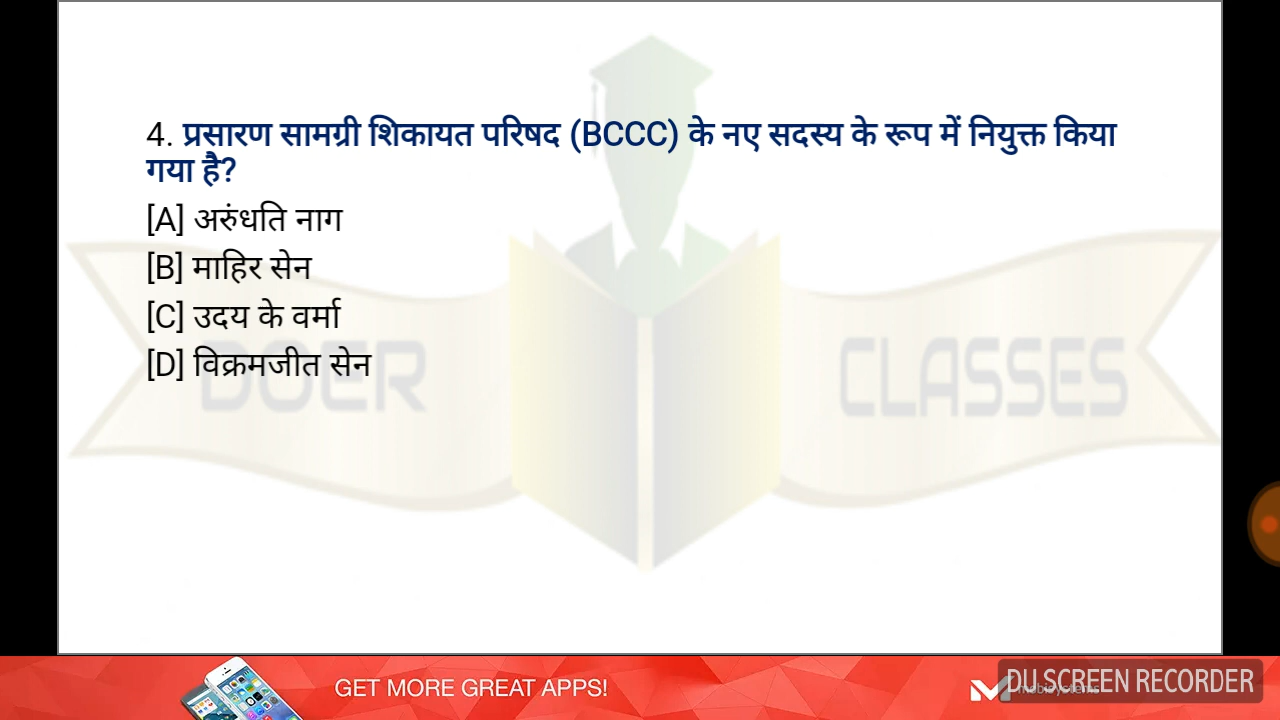 4. प्रसारण सामग्री शिकायत परिषद (BCCC) के नए सदस्य के रूप में नियुक्त किया
गया है?
[A] अरुंधति नाग
[B] माहिर सेन
[C] उदय के वर्मा
[D] विक्रमजीत सेन
DOER CLASSES
GET MORE GREAT APPS!
DU SCREEN RECORDER